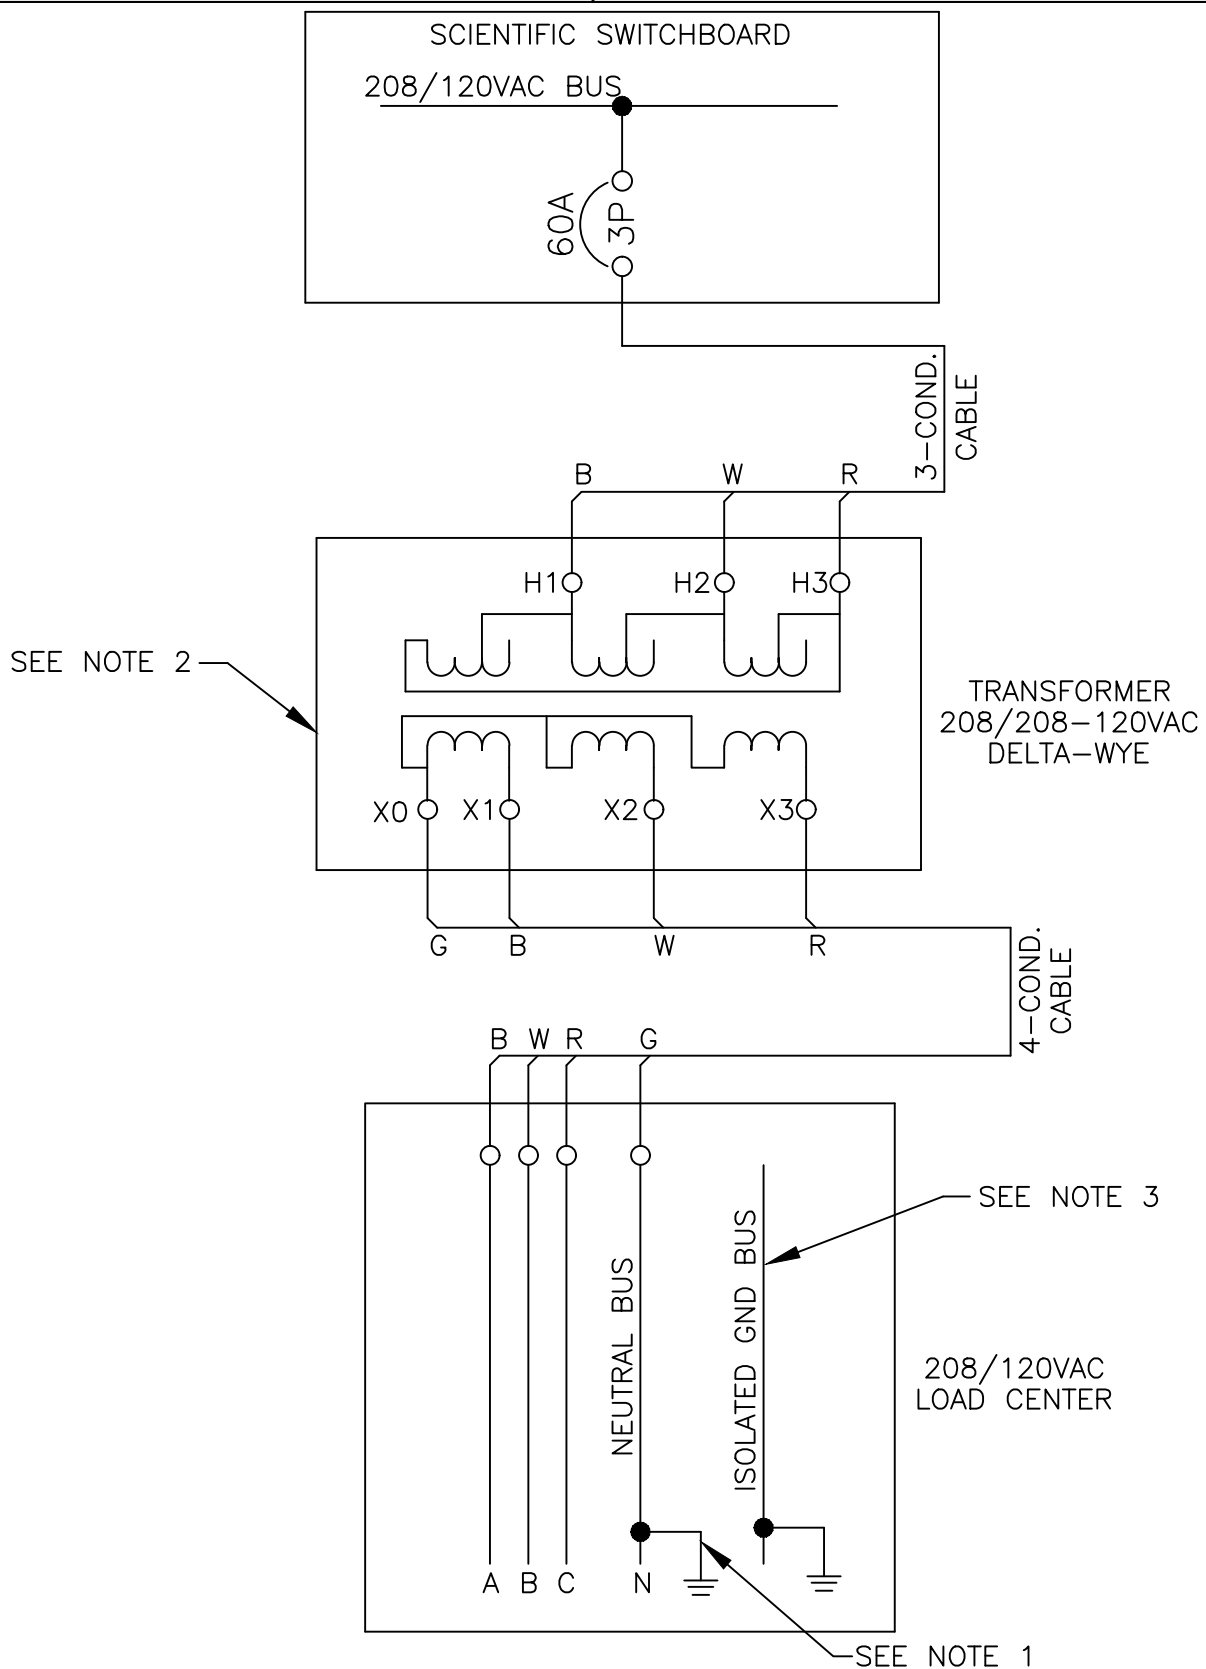 SCIENTIFIC SWITCHBOARD
208/120VAC BUS
60A
3P
3-COND.
CABLE
B W R
H1 H2 H3
SEE NOTE 2
TRANSFORMER
208/208-120VAC
DELTA-WYE
X0 X1 X2 X3
G B W R
4-COND.
CABLE
B W R G
SEE NOTE 3
NEUTRAL BUS
ISOLATED GND BUS
208/120VAC
LOAD CENTER
A B C N
SEE NOTE 1